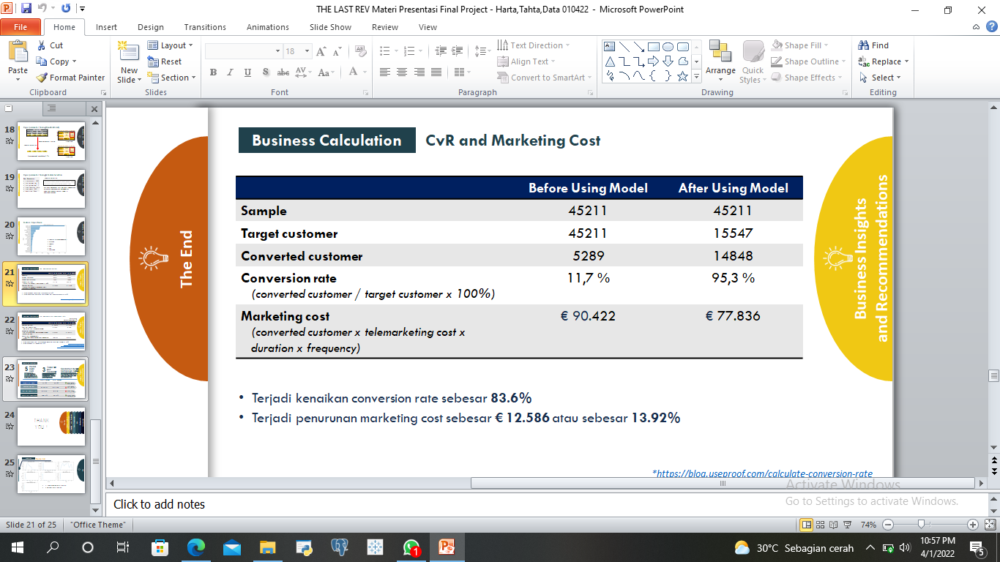 THE LAST REV Materi Presentasi Final Project - Harta,Tahta,Data 010422 - Microsoft PowerPoint
File Home Insert Design Transitions Animations Slide Show Review View
Paste
Cut
Copy
Format Painter
Clipboard
New Slide
Layout
Reset
Section
Slides
18
B I U S abc AV Aa A
Font
Text Direction
Align Text
Convert to SmartArt
Paragraph
Arrange
Quick Styles
Shape Fill
Shape Outline
Shape Effects
Drawing
Find
Replace
Select
Editing
18
19
20
21
22
23
24
THANK
YOU !
25
The End
Business Calculation CvR and Marketing Cost
Before Using Model After Using Model
Sample 45211 45211
Target customer 45211 15547
Converted customer 5289 14848
Conversion rate 11,7 % 95,3 %
(converted customer / target customer x 100%)
Marketing cost € 90.422 € 77.836
(converted customer x telemarketing cost x
duration x frequency)
• Terjadi kenaikan conversion rate sebesar 83.6%
• Terjadi penurunan marketing cost sebesar € 12.586 atau sebesar 13.92%
*https://blog.useproof.com/calculate-conversion-rate
Business Insights
and Recommendations
Activate Windows
Go to Settings to activate Windows.
Click to add notes
Slide 21 of 25 "Office Theme" 74%
30°C Sebagian cerah
10:57 PM
4/1/2022
1
5